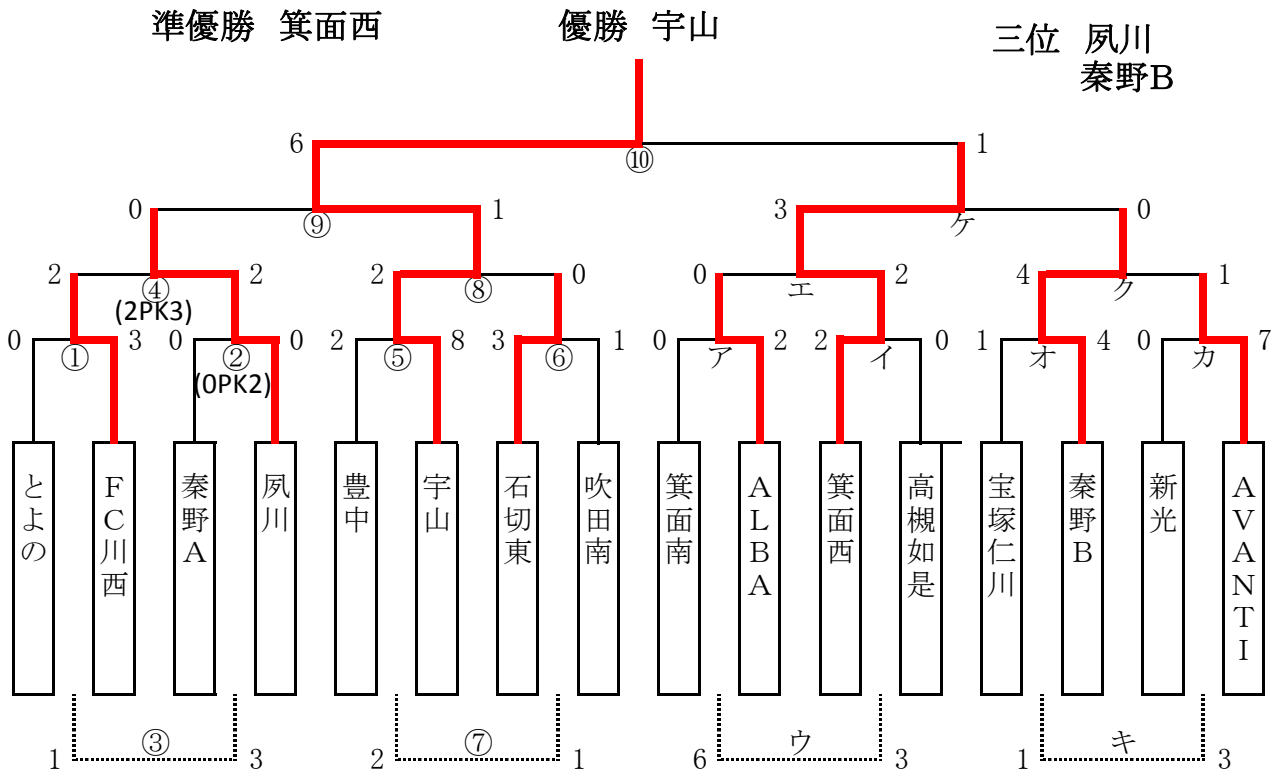 準優勝 箕面西
優勝 宇山
三位 夙川
秦野B
6 ⑩ 1
0 ⑨ 1 3 ケ 0
2 ④ 2 2 ⑧ 0 0 エ 2 4 ク 1
(2PK3)
0 ① 3 0 ② 0 2 ⑤ 8 3 ⑥ 1 0 ア 2 2 イ 0 1 オ 4 0 カ 7
(0PK2)
とよの
FC川西
秦野A
夙川
豊中
宇山
石切東
吹田南
箕面南
ALBA
箕面西
高槻如是
宝塚仁川
秦野B
新光
AVANTI
1 ③ 3 2 ⑦ 1 6 ウ 3 1 キ 3